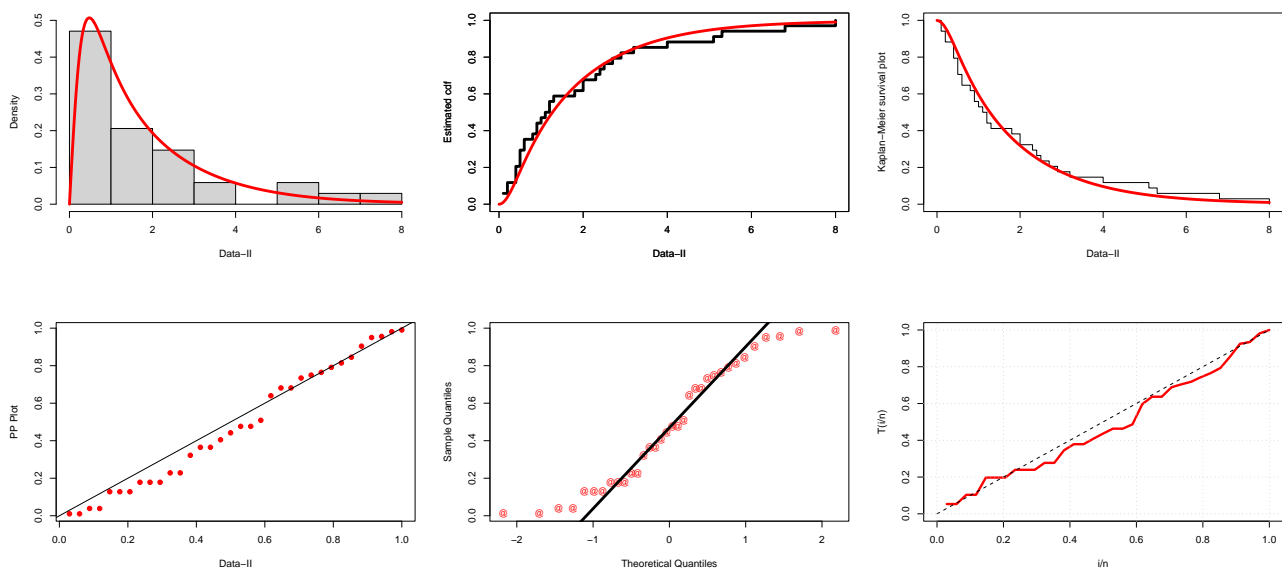 Density
0.0 0.1 0.2 0.3 0.4 0.5
0 2 4 6 8
Data−II
Estimated cdf
0.0 0.2 0.4 0.6 0.8 1.0
0 2 4 6 8
Data−II
Kaplan−Meier survival plot
0.0 0.2 0.4 0.6 0.8 1.0
0 2 4 6 8
Data−II
PP Plot
0.0 0.2 0.4 0.6 0.8 1.0
0.0 0.2 0.4 0.6 0.8 1.0
Data−II
Sample Quantiles
0.0 0.2 0.4 0.6 0.8 1.0
−2 −1 0 1 2
Theoretical Quantiles
T(i/n)
0.0 0.2 0.4 0.6 0.8 1.0
0.0 0.2 0.4 0.6 0.8 1.0
i/n